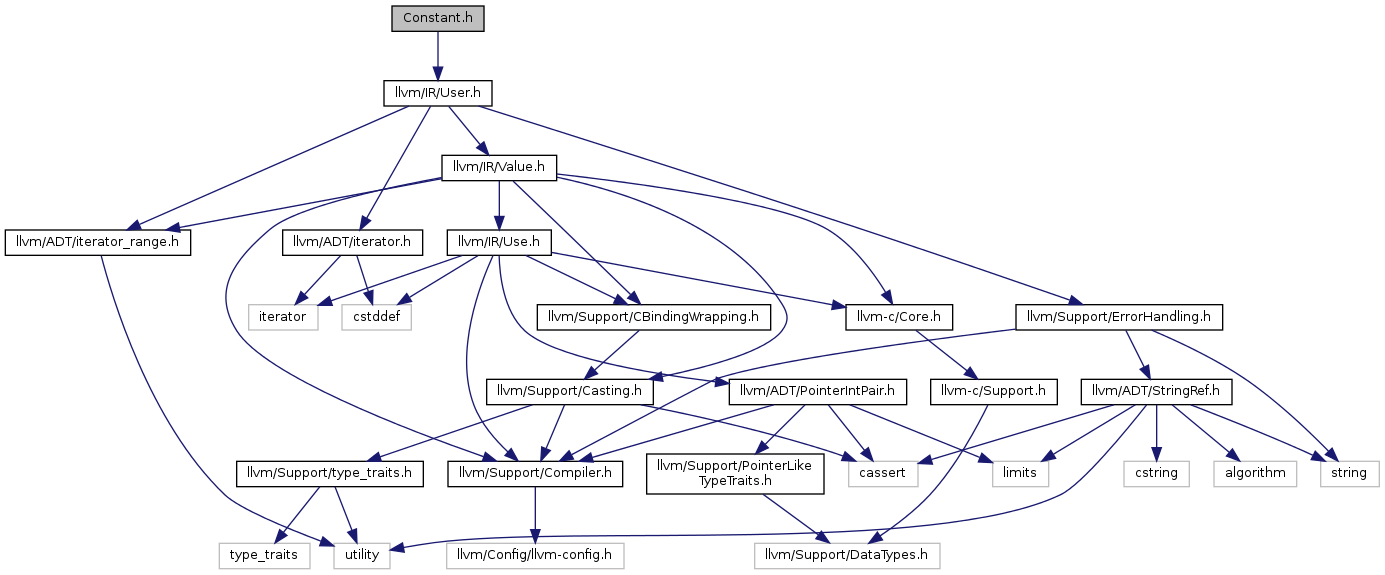 Constant.h
llvm/IR/User.h
llvm/IR/Value.h
llvm/ADT/iterator_range.h
llvm/ADT/iterator.h
llvm/IR/Use.h
iterator
cstddef
llvm/Support/CBindingWrapping.h
llvm-c/Core.h
llvm/Support/ErrorHandling.h
llvm/Support/Casting.h
llvm/ADT/PointerIntPair.h
llvm-c/Support.h
llvm/ADT/StringRef.h
llvm/Support/type_traits.h
llvm/Support/Compiler.h
llvm/Support/PointerLike
TypeTraits.h
cassert
limits
cstring
algorithm
string
type_traits
utility
llvm/Config/llvm-config.h
llvm/Support/DataTypes.h